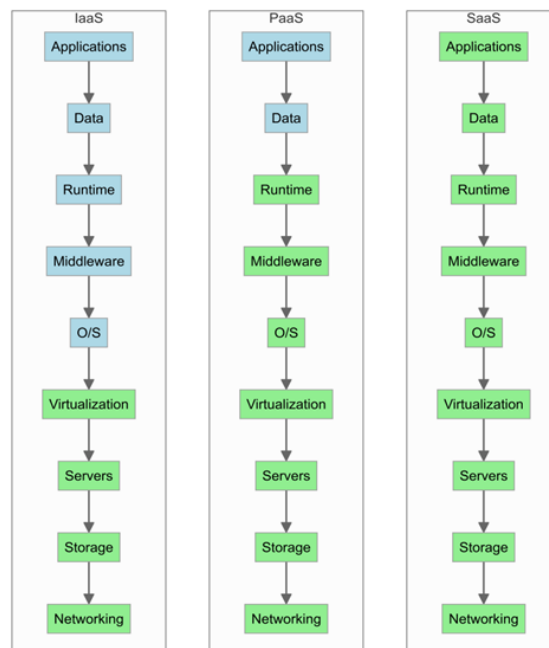 IaaS
Applications
Data
Runtime
Middleware
O/S
Virtualization
Servers
Storage
Networking
PaaS
Applications
Data
Runtime
Middleware
O/S
Virtualization
Servers
Storage
Networking
SaaS
Applications
Data
Runtime
Middleware
O/S
Virtualization
Servers
Storage
Networking